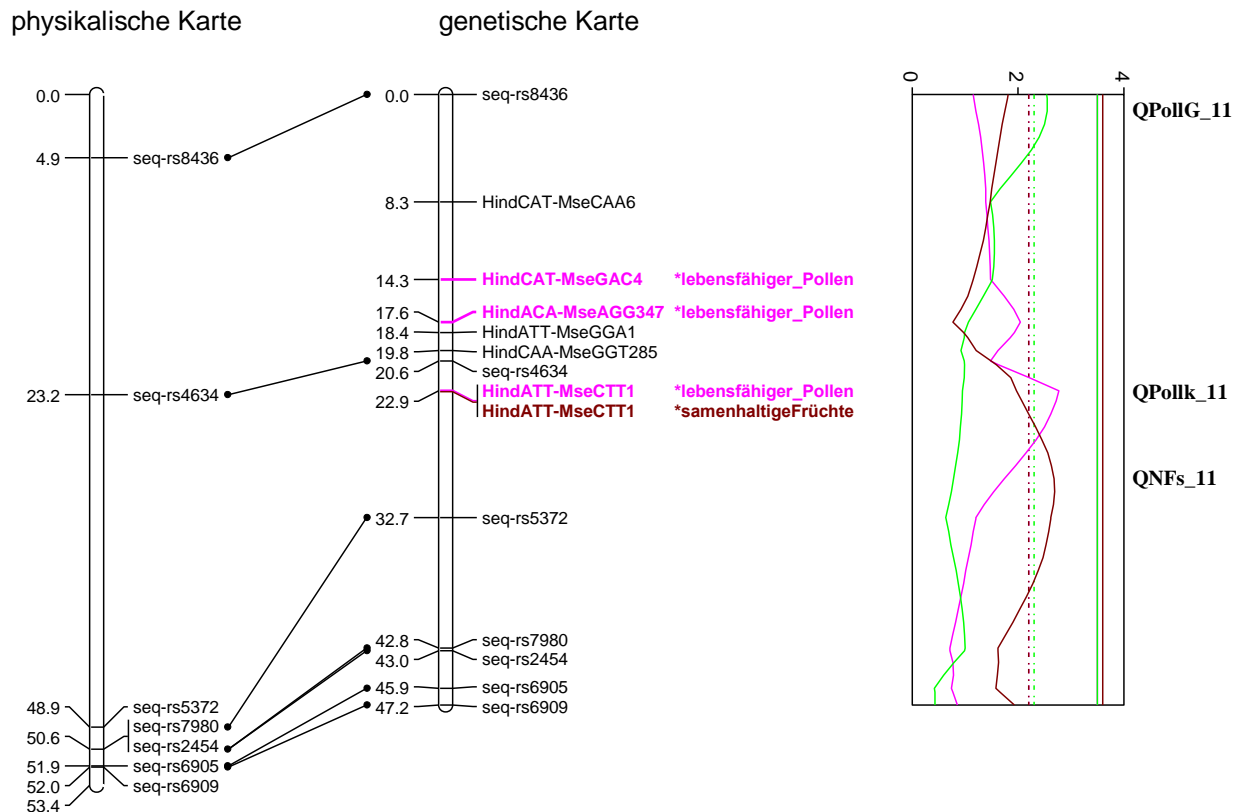 physikalische Karte
genetische Karte
0.0
4.9 seq-rs8436
23.2 seq-rs4634
48.9 seq-rs5372
seq-rs7980
50.6 seq-rs2454
51.9 seq-rs6905
52.0 seq-rs6909
53.4
0.0 seq-rs8436
8.3 HindCAT-MseCAA6
14.3 HindCAT-MseGAC4 *lebensfähiger_Pollen
17.6 HindACA-MseAGG347 *lebensfähiger_Pollen
18.4 HindATT-MseGGA1
19.8 HindCAA-MseGGT285
20.6 seq-rs4634
22.9 HindATT-MseCTT1 *lebensfähiger_Pollen
HindATT-MseCTT1 *samenhaltigeFrüchte
32.7 seq-rs5372
42.8 seq-rs7980
43.0 seq-rs2454
45.9 seq-rs6905
47.2 seq-rs6909
0 2 4
QPollG_11
QPollk_11
QNFs_11